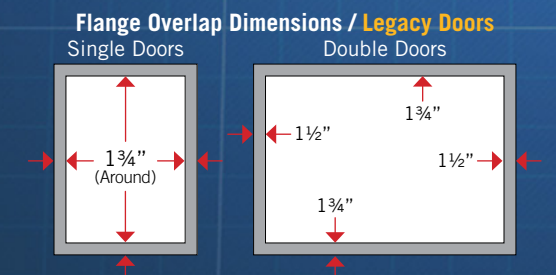 Flange Overlap Dimensions / Legacy Doors
Single Doors
Double Doors
1¾”
(Around)
1¾”
1½”
1½”
1¾”